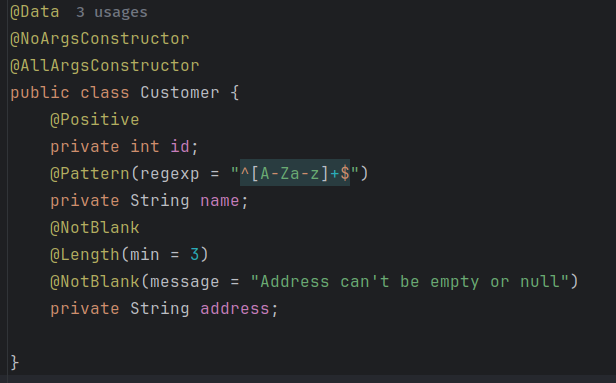 @Data 3 usages
@NoArgsConstructor
@AllArgsConstructor
public class Customer {
@Positive
private int id;
@Pattern(regexp = "^[A-Za-z]+$")
private String name;
@NotBlank
@Length(min = 3)
@NotBlank(message = "Address can't be empty or null")
private String address;
}